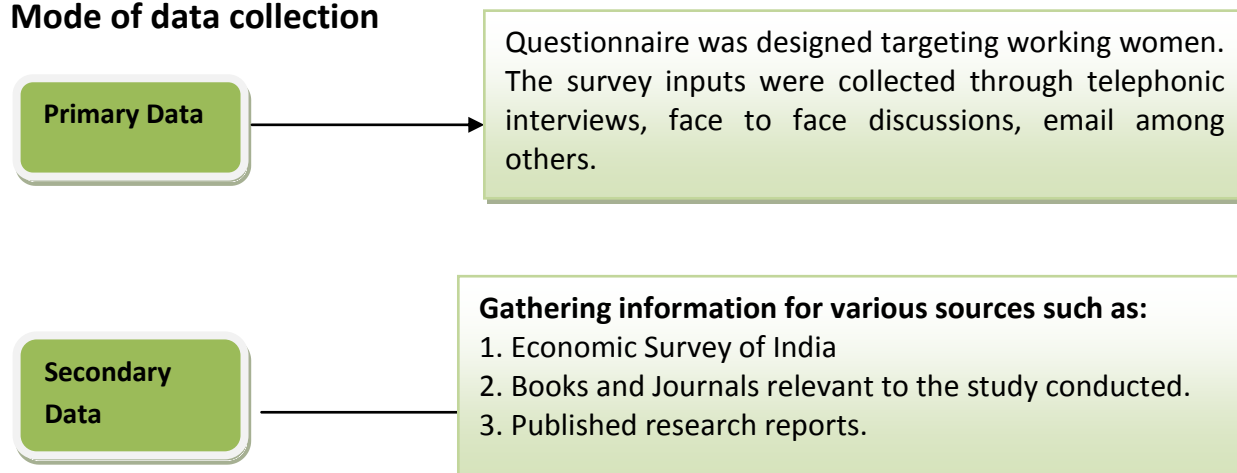 Mode of data collection
Primary Data
Questionnaire was designed targeting working women.
The survey inputs were collected through telephonic
interviews, face to face discussions, email among
others.
Secondary
Data
Gathering information for various sources such as:
1. Economic Survey of India
2. Books and Journals relevant to the study conducted.
3. Published research reports.